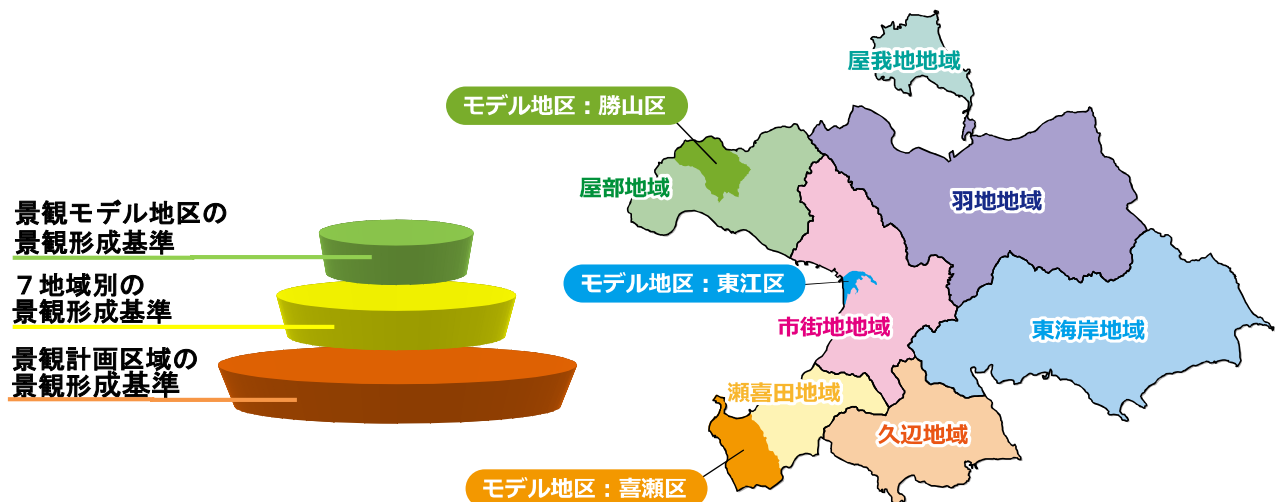 景観モデル地区の
景観形成基準
７地域別の
景観形成基準
景観計画区域の
景観形成基準
屋我地地域
モデル地区：勝山区
屋部地域
羽地地域
モデル地区：東江区
市街地地域
東海岸地域
瀬喜田地域
久辺地域
モデル地区：喜瀬区